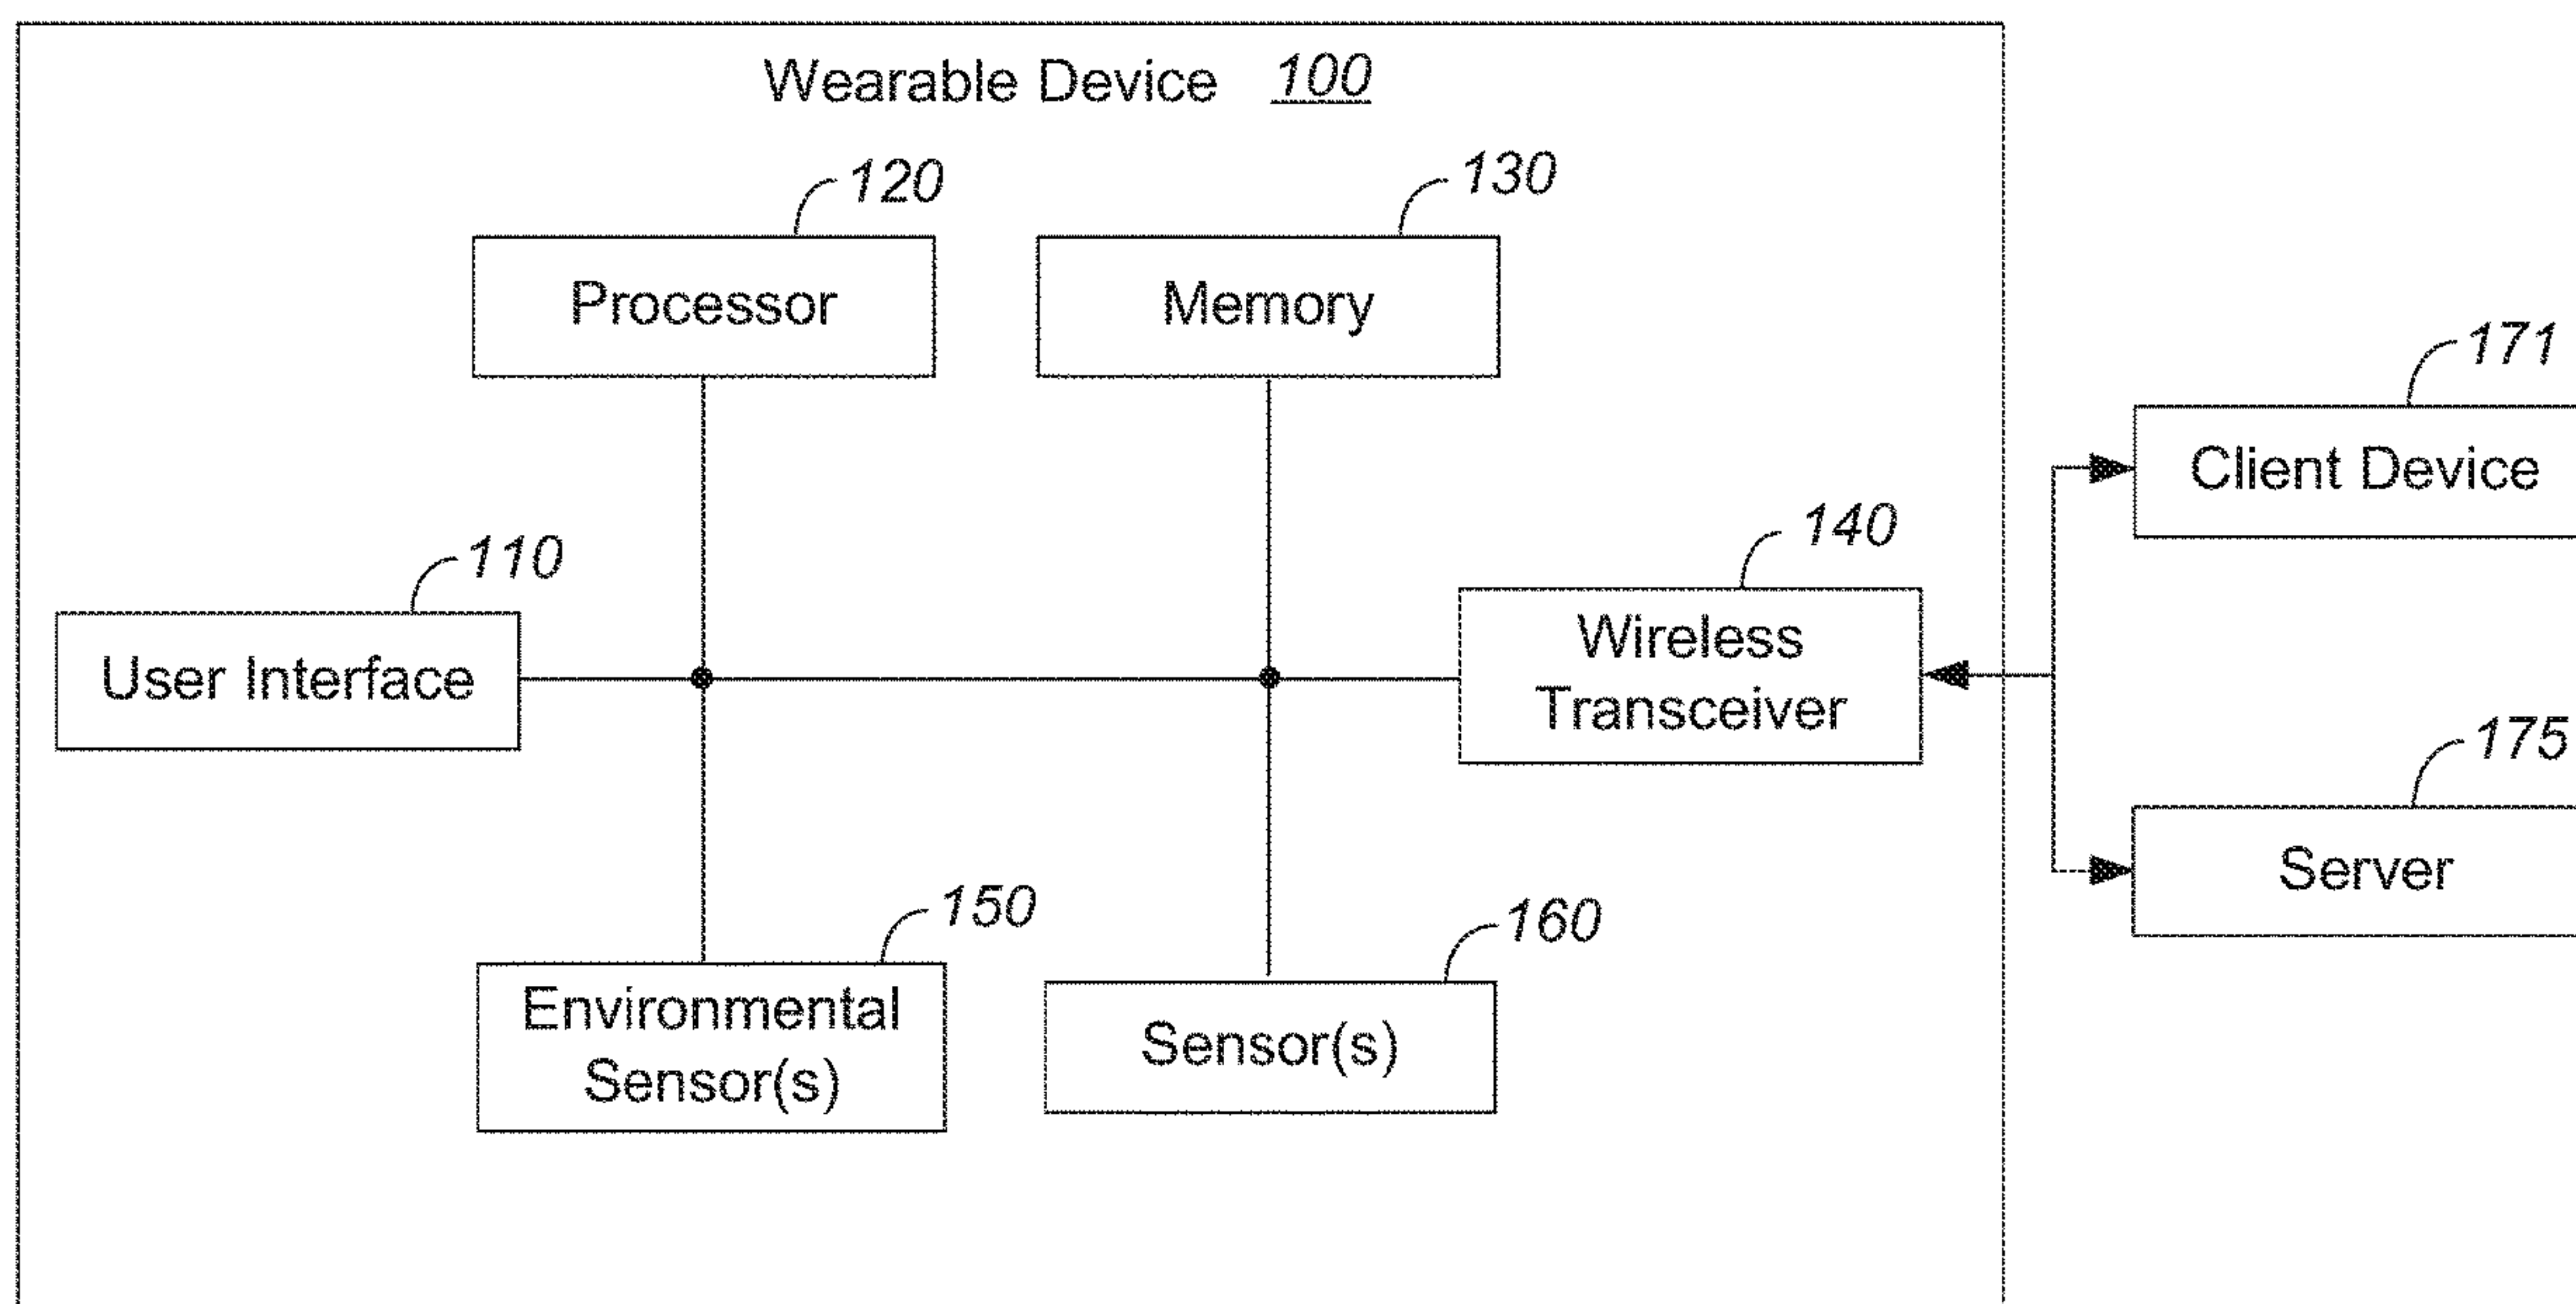 Wearable Device 100
120
130
Processor
Memory
171
Client Device
110
140
User Interface
Wireless
Transceiver
175
Server
150
160
Environmental
Sensor(s)
Sensor(s)